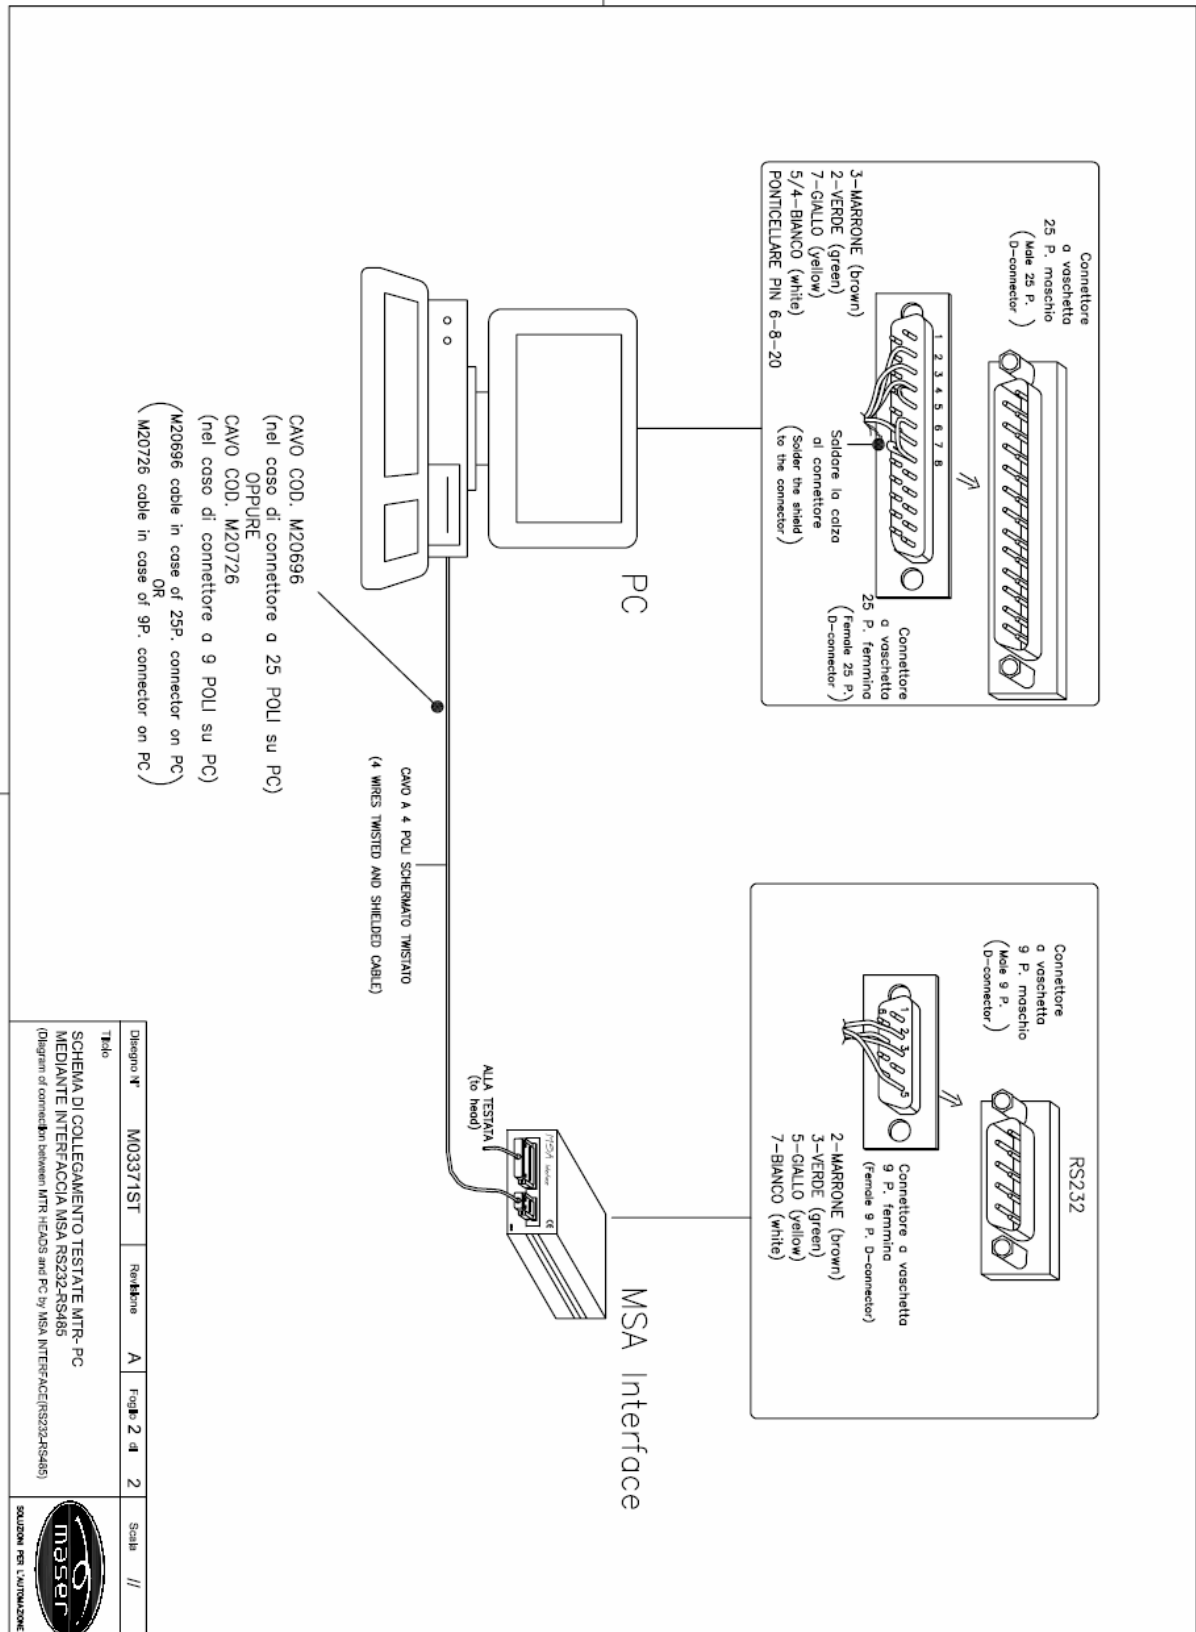 Connettore
a vaschetta
25 P. maschio
(Male 25 P.
D-connector)
1 2 3 4 5 6 7 8
3-MARRONE (brown)
2-VERDE (green)
7-GIALLO (yellow)
5/4-BIANCO (white)
PONTICELLARE PIN 6-8-20
Saldare la calza
al connettore
(Solder the shield
to the connector)
Connettore
a vaschetta
25 P. femmina
(Female 25 P.
D-connector)
PC
RS232
Connettore
a vaschetta
9 P. maschio
(Male 9 P.
D-connector)
1 2 3 5
6
Connettore a vaschetta
9 P. femmina
(Female 9 P. D-connector)
2-MARRONE (brown)
3-VERDE (green)
5-GIALLO (yellow)
7-BIANCO (white)
MSA Interface
MSA
CE
ALLA TESTATA
(to head)
CAVO A 4 POLI SCHERMATO TWISTATO
(4 WIRES TWISTED AND SHIELDED CABLE)
CAVO COD. M20696
(nel caso di connettore a 25 POLI su PC)
OPPURE
CAVO COD. M20726
(nel caso di connettore a 9 POLI su PC)
(M20696 cable in case of 25P. connector on PC
OR
M20726 cable in case of 9P. connector on PC)
Disegno N° M03371ST
Revisione A
Foglio 2 di 2
Scala //
Titolo
SCHEMA DI COLLEGAMENTO TESTATE MTR- PC
MEDIANTE INTERFACCIA MSA RS232-RS485
(Diagram of connection between MTR HEADS and PC by MSA INTERFACE(RS232-RS485)
maser
SOLUZIONI PER L'AUTOMAZIONE